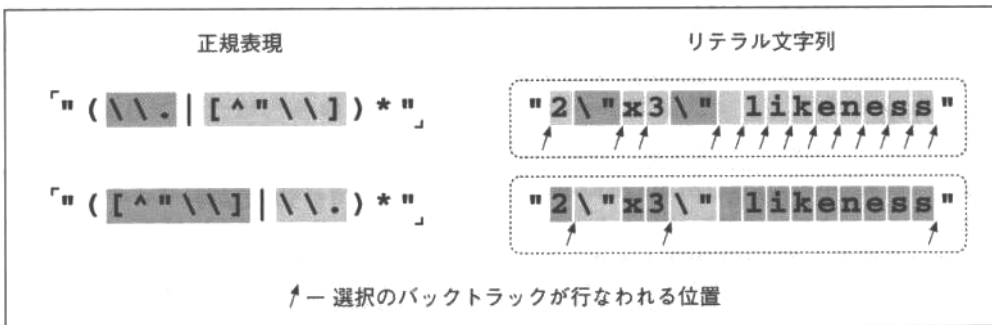 正規表現
リテラル文字列
「"(\\.|[^"\\])*"」
"2\"x3\" likeness"
「"([^"\\]|\\.)*"」
"2\"x3\" likeness"
— 選択のバックトラックが行なわれる位置